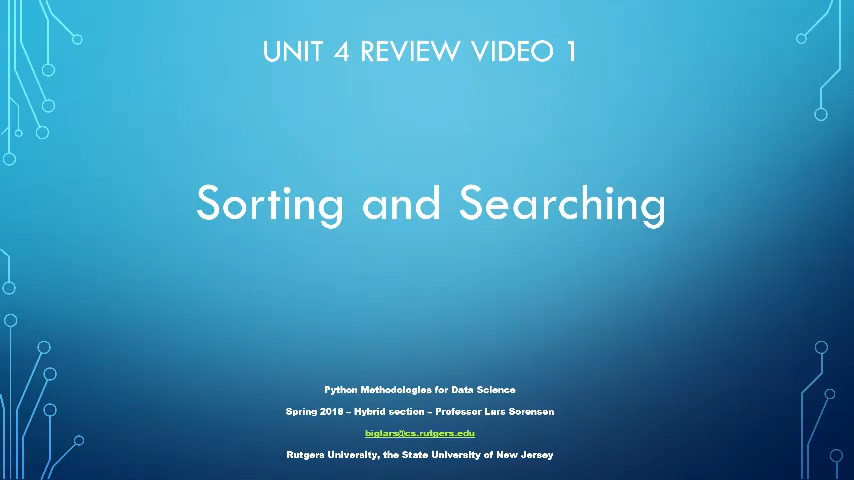 UNIT 4 REVIEW VIDEO 1
Sorting and Searching
Python Methodologies for Data Science
Spring 2018 – Hybrid section – Professor Lars Sorensen
biglars@cs.rutgers.edu
Rutgers University, the State University of New Jersey